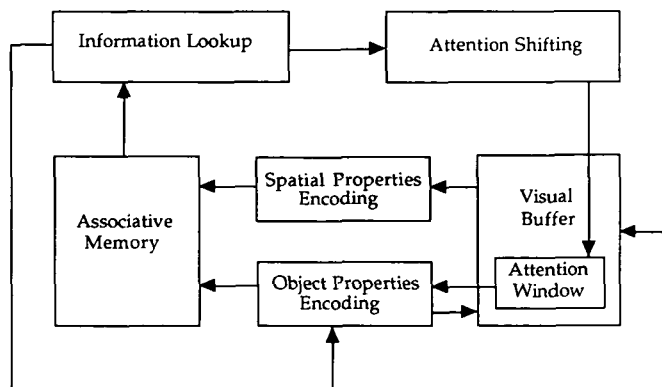 Information Lookup
Attention Shifting
Spatial Properties
Encoding
Visual
Buffer
Associative
Memory
Object Properties
Encoding
Attention
Window